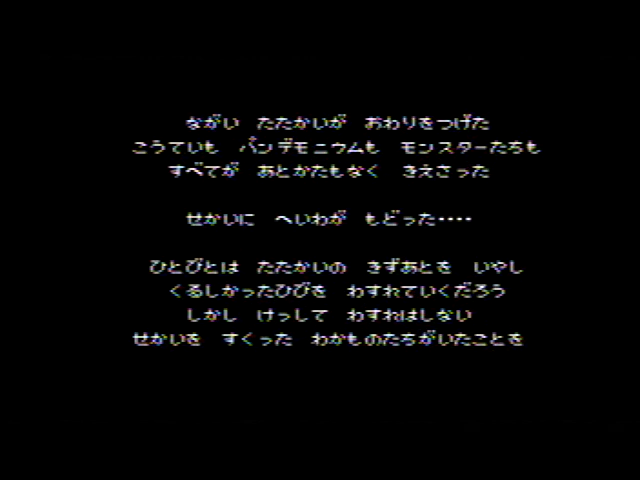 ながい　たたかいが　おわりをつげた
こうていも　パンデモニウムも　モンスターたちも
すべてが　あとかたもなく　きえさった
せかいに　へいわが　もどった‥‥
ひとびとは　たたかいの　きずあとを　いやし
くるしかったひびを　わすれていくだろう
しかし　けっして　わすれはしない
せかいを　すくった　わかものたちがいたことを